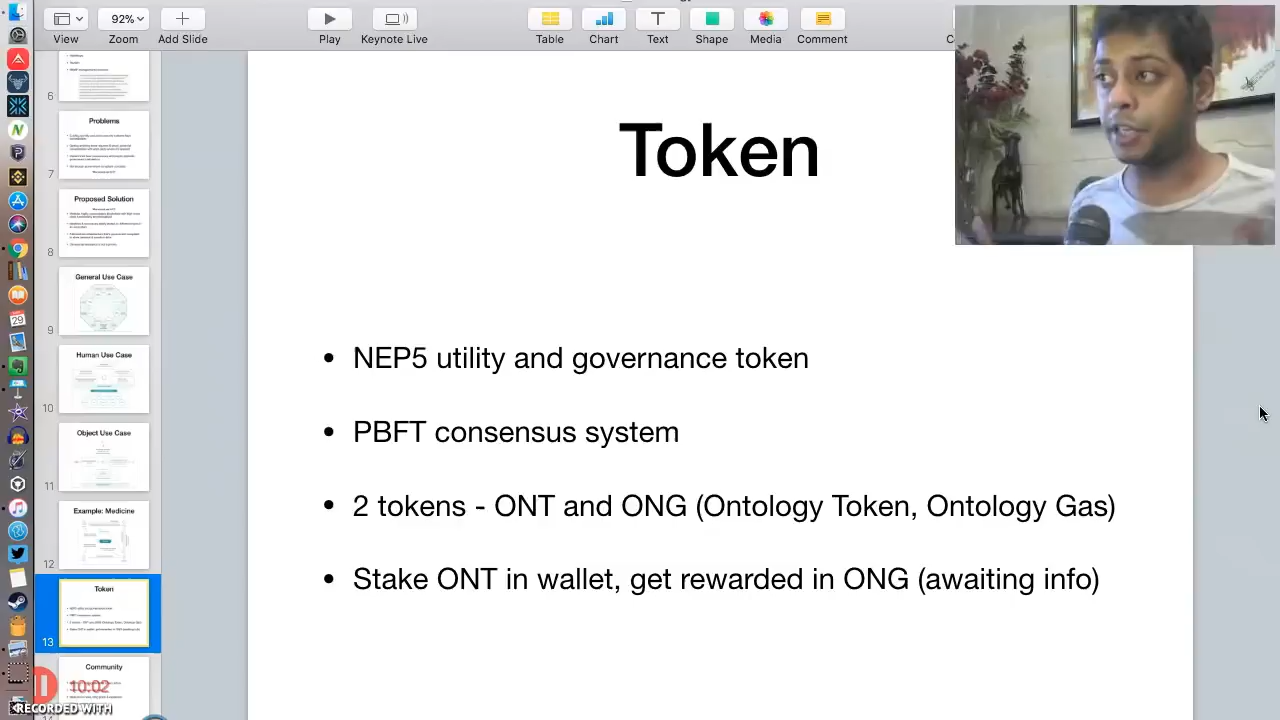 92%
View
Zoom
Add Slide
Play
Keynote Live
Table
Chart
Text
Shape
Media
Comment
C
6
Problems
7
Proposed Solution
8
General Use Case
9
Human Use Case
10
Object Use Case
11
Example: Medicine
12
Token
13
Community
29
10:02
RECORDED WITH
Token
• NEP5 utility and governance token
• PBFT consensus system
• 2 tokens - ONT and ONG (Ontology Token, Ontology Gas)
• Stake ONT in wallet, get rewarded in ONG (awaiting info)